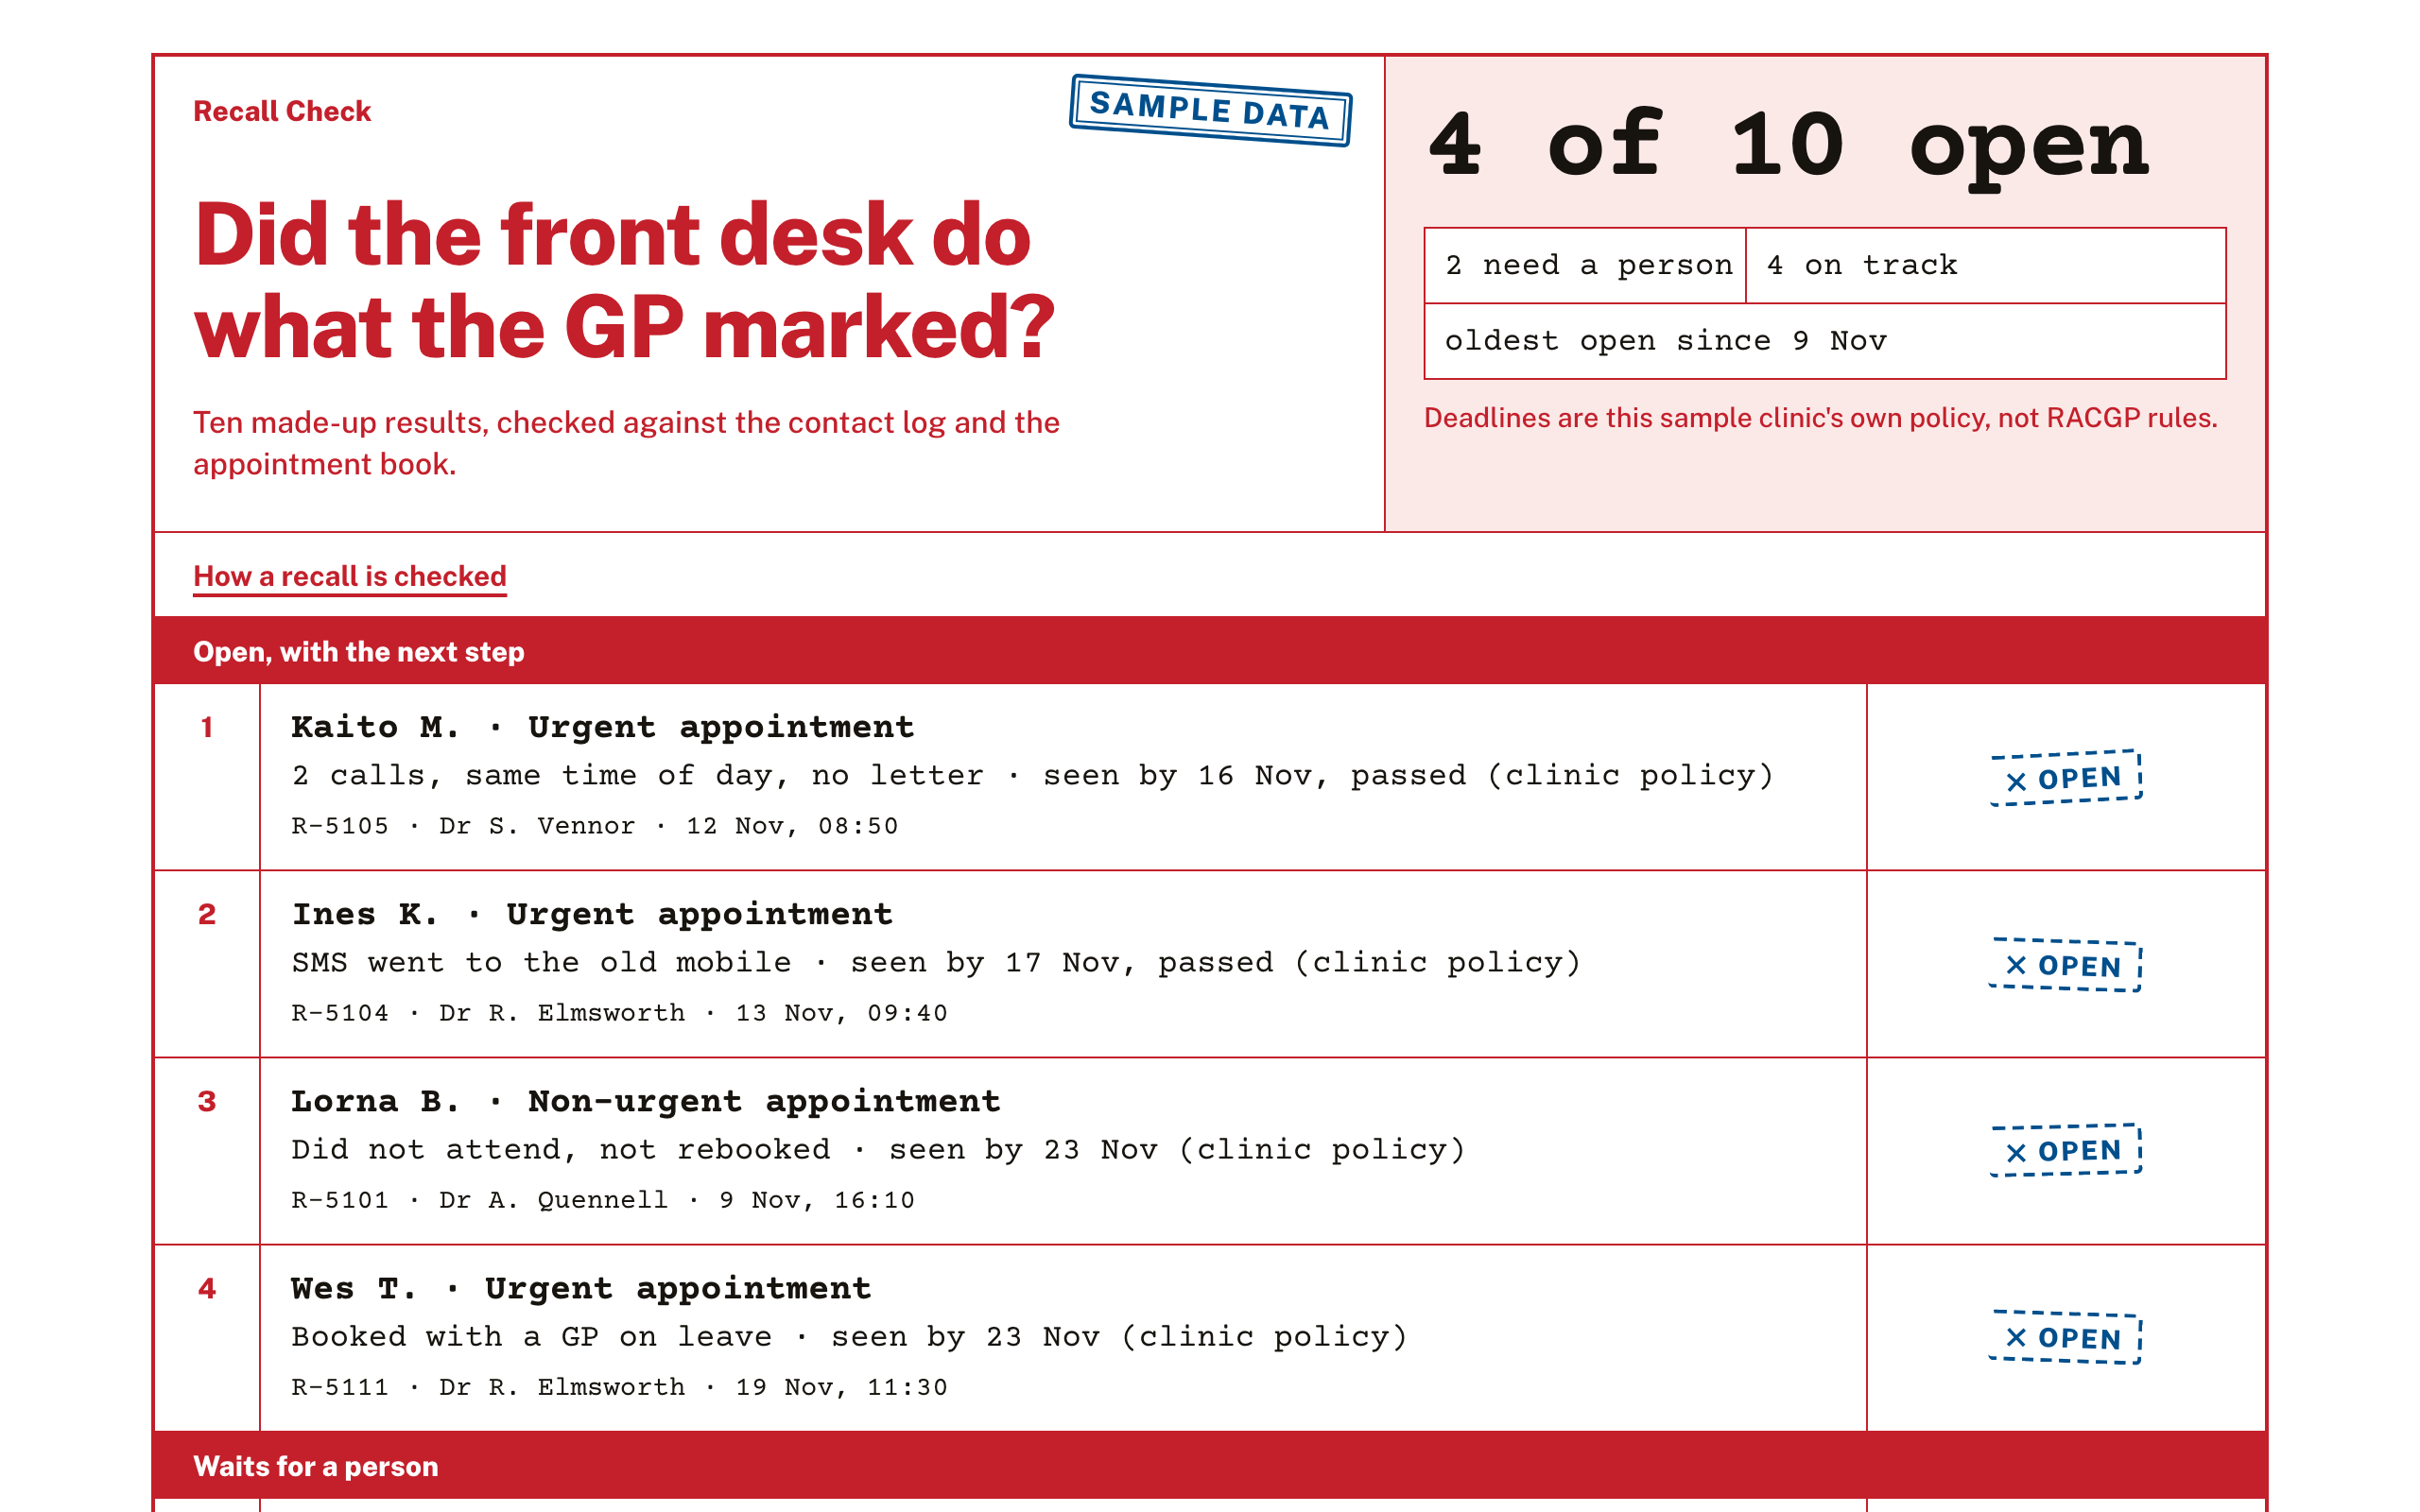 Recall Check
SAMPLE DATA
Did the front desk do
what the GP marked?
Ten made-up results, checked against the contact log and the
appointment book.
4 of 10 open
2 need a person
4 on track
oldest open since 9 Nov
Deadlines are this sample clinic's own policy, not RACGP rules.
How a recall is checked
Open, with the next step
1
Kaito M. · Urgent appointment
2 calls, same time of day, no letter · seen by 16 Nov, passed (clinic policy)
R-5105 · Dr S. Vennor · 12 Nov, 08:50
× OPEN
2
Ines K. · Urgent appointment
SMS went to the old mobile · seen by 17 Nov, passed (clinic policy)
R-5104 · Dr R. Elmsworth · 13 Nov, 09:40
× OPEN
3
Lorna B. · Non-urgent appointment
Did not attend, not rebooked · seen by 23 Nov (clinic policy)
R-5101 · Dr A. Quennell · 9 Nov, 16:10
× OPEN
4
Wes T. · Urgent appointment
Booked with a GP on leave · seen by 23 Nov (clinic policy)
R-5111 · Dr R. Elmsworth · 19 Nov, 11:30
× OPEN
Waits for a person